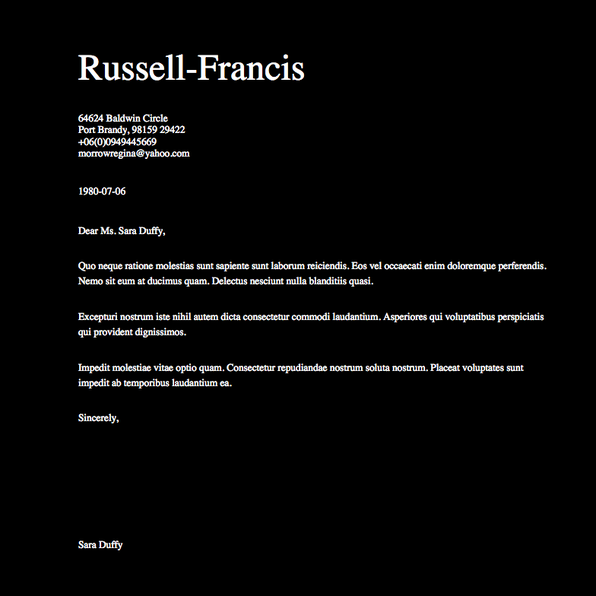 Russell-Francis
64624 Baldwin Circle
Port Brandy, 98159 29422
+06(0)0949445669
morrowregina@yahoo.com
1980-07-06
Dear Ms. Sara Duffy,
Quo neque ratione molestias sunt sapiente sunt laborum reiciendis. Eos vel occaecati enim doloremque perferendis.
Nemo sit eum at ducimus quam. Delectus nesciunt nulla blanditiis quasi.
Excepturi nostrum iste nihil autem dicta consectetur commodi laudantium. Asperiores qui voluptatibus perspiciatis
qui provident dignissimos.
Impedit molestiae vitae optio quam. Consectetur repudiandae nostrum soluta nostrum. Placeat voluptates sunt
impedit ab temporibus laudantium ea.
Sincerely,
Sara Duffy